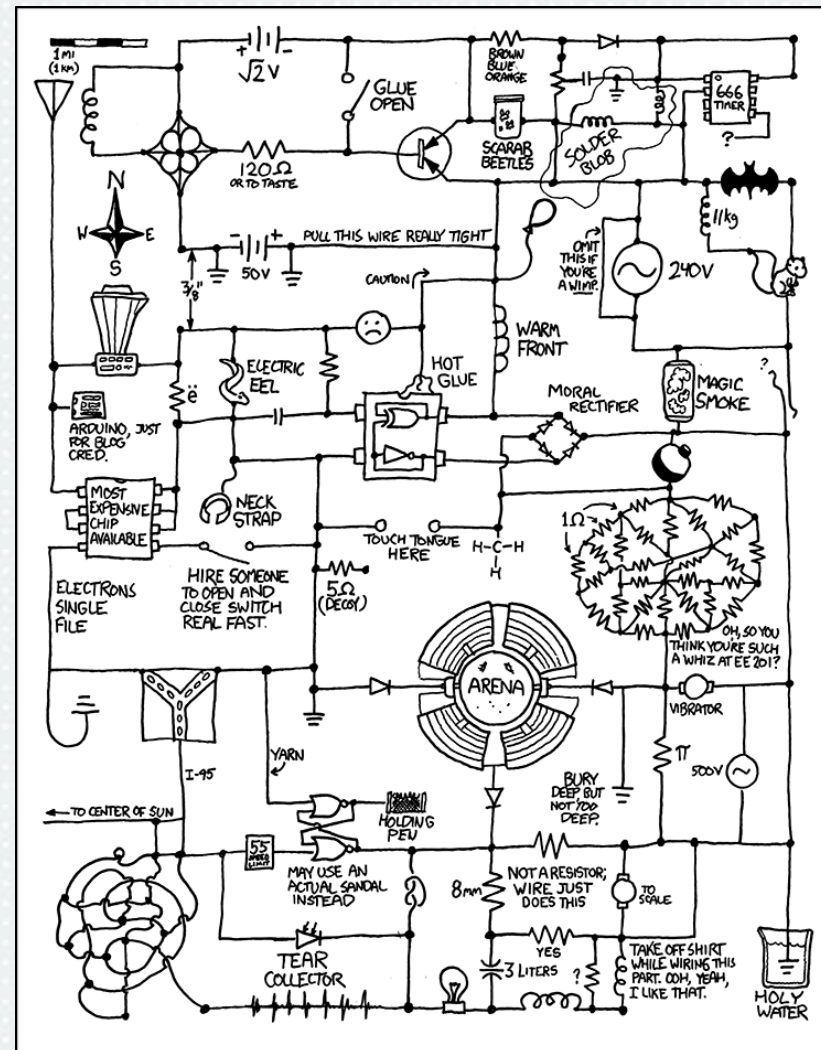 1 MI
(1 KM)
+ -
√2 V
BROWN
BLUE
ORANGE
GLUE
OPEN
666
TIMER
?
SCARAB
BEETLES
SOLDER
BLOB
120Ω
OR TO TASTE
N
W E
S
- +
50V
PULL THIS WIRE REALLY TIGHT
3/8"
CAUTION
OMIT
THIS IF
YOU'RE
A WIMP.
240V
11/kg
WARM
FRONT
?
ELECTRIC
EEL
HOT
GLUE
MORAL
RECTIFIER
MAGIC
SMOKE
ë
ARDUINO, JUST
FOR BLOG
CRED.
MOST
EXPENSIVE
CHIP
AVAILABLE
NECK
STRAP
TOUCH TONGUE
HERE
H-C-H
H
1Ω
ELECTRONS
SINGLE
FILE
HIRE SOMEONE
TO OPEN AND
CLOSE SWITCH
REAL FAST.
5Ω
(DECOY)
OH, SO YOU
THINK YOU'RE SUCH
A WHIZ AT EE 201?
ARENA
VIBRATOR
I-95
YARN
BURY
DEEP, BUT
NOT TOO
DEEP.
π
500V
TO CENTER OF SUN
HOLDING
PEN
55
SPEED
LIMIT
MAY USE AN
ACTUAL SANDAL
INSTEAD
8mm
NOT A RESISTOR;
WIRE JUST
DOES THIS
TO
SCALE
TEAR
COLLECTOR
3 LITERS
YES
?
TAKE OFF SHIRT
WHILE WIRING THIS
PART. OOH, YEAH,
I LIKE THAT.
HOLY
WATER